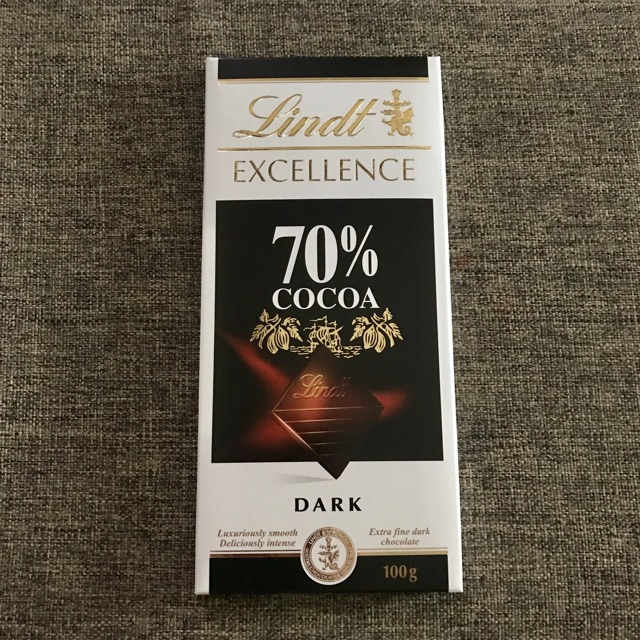 Lindt
EXCELLENCE
70%
COCOA
Lindt
DARK
Luxuriously smooth
Deliciously intense
Extra fine dark
chocolate
100g